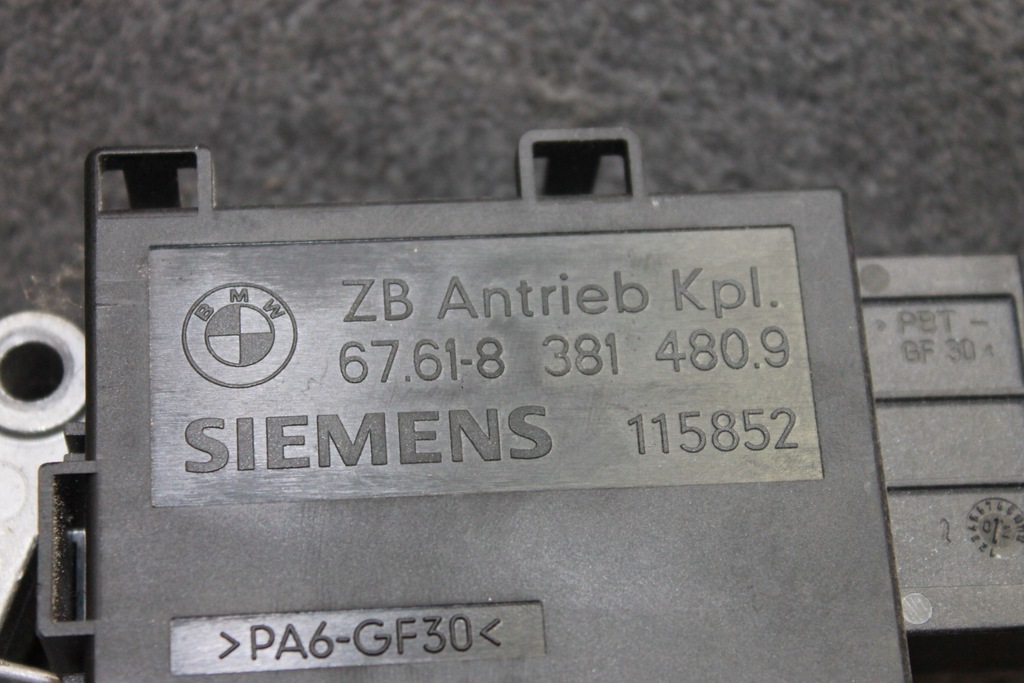 BMW
ZB Antrieb Kpl.
67.61-8 381 480.9
SIEMENS 115852
>PA6-GF30<
>PBT-
GF 30<